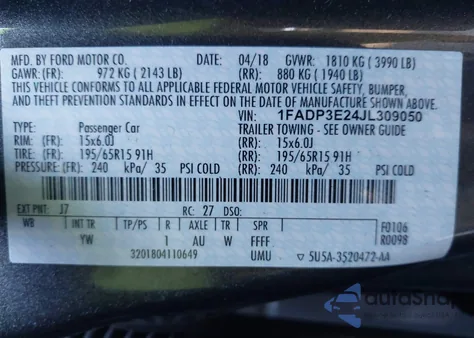 MFD. BY FORD MOTOR CO. DATE: 04/18 GVWR: 1810 KG ( 3990 LB)
GAWR: (FR): 972 KG ( 2143 LB) (RR): 880 KG ( 1940 LB)
THIS VEHICLE CONFORMS TO ALL APPLICABLE FEDERAL MOTOR VEHICLE SAFETY, BUMPER,
AND THEFT PREVENTION STANDARDS IN EFFECT ON THE DATE OF MANUFACTURE SHOWN ABOVE.
VIN: 1FADP3E24JL309050
TYPE: Passenger Car TRAILER TOWING - SEE OWNER GUIDE
RIM: (FR): 15x6.0J (RR): 15x6.0J
TIRE: (FR): 195/65R15 91H (RR): 195/65R15 91H
PRESSURE: (FR): 240 kPa/ 35 PSI COLD (RR): 240 kPa/ 35 PSI COLD
EXT PNT: J7 RC: 27 DSO: F0106
WB INT TR TP/PS R AXLE TR SPR R0098
YW 1 AU W FFFF
3201804110649 UMU ▽ 5U5A-3520472-AA
autoSnap